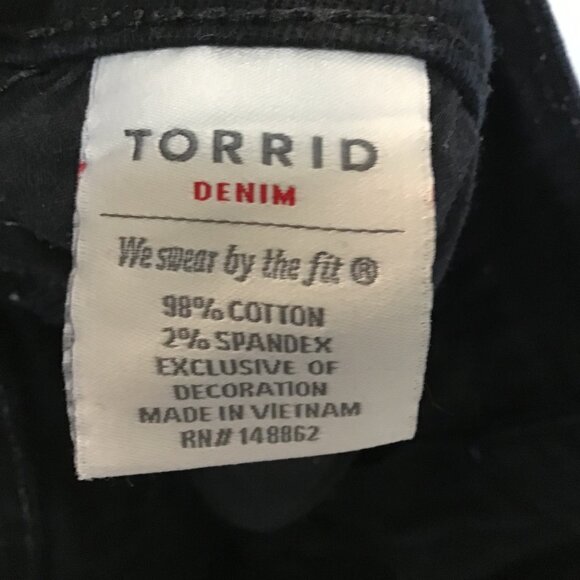 TORRID
DENIM
We swear by the fit ®
98% COTTON
2% SPANDEX
EXCLUSIVE OF
DECORATION
MADE IN VIETNAM
RN# 148862